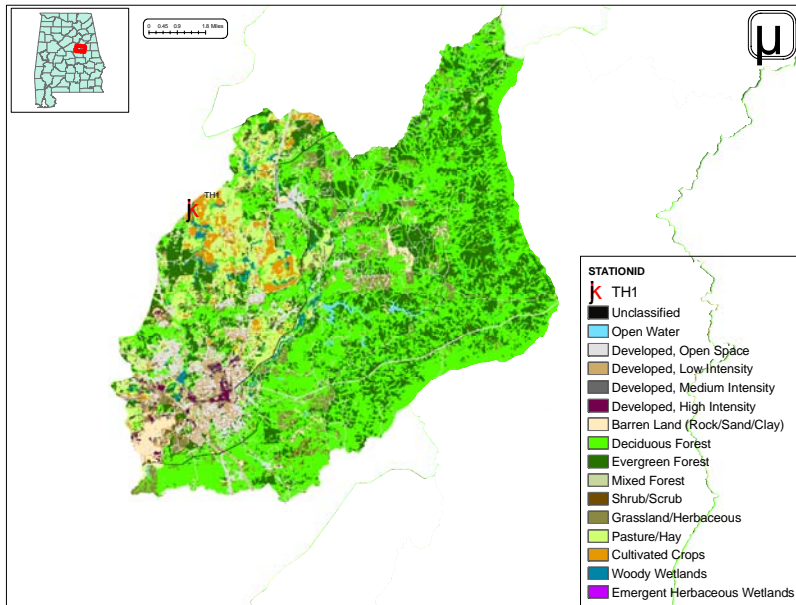 0 0.45 0.9 1.8 Miles
µ
TH1
jk
STATIONID
jk TH1
Unclassified
Open Water
Developed, Open Space
Developed, Low Intensity
Developed, Medium Intensity
Developed, High Intensity
Barren Land (Rock/Sand/Clay)
Deciduous Forest
Evergreen Forest
Mixed Forest
Shrub/Scrub
Grassland/Herbaceous
Pasture/Hay
Cultivated Crops
Woody Wetlands
Emergent Herbaceous Wetlands